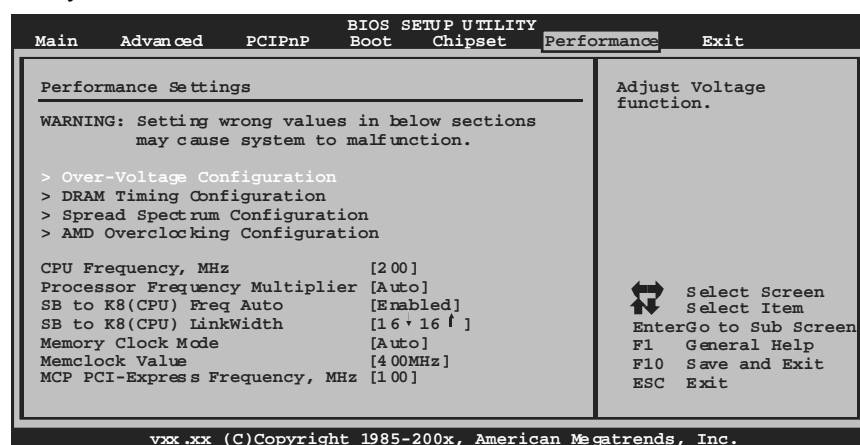 BIOS SETUP UTILITY
Main Advanced PCIPnP Boot Chipset Performance Exit
Performance Settings
WARNING: Setting wrong values in below sections
may cause system to malfunction.
> Over-Voltage Configuration
> DRAM Timing Configuration
> Spread Spectrum Configuration
> AMD Overclocking Configuration
CPU Frequency, MHz [200]
Processor Frequency Multiplier [Auto]
SB to K8(CPU) Freq Auto [Enabled]
SB to K8(CPU) LinkWidth [16↓ 16↑ ]
Memory Clock Mode [Auto]
Memclock Value [400MHz]
MCP PCI-Express Frequency, MHz [100]
Adjust Voltage
function.
Select Screen
Select Item
EnterGo to Sub Screen
F1 General Help
F10 Save and Exit
ESC Exit
vxx.xx (C)Copyright 1985-200x, American Megatrends, Inc.